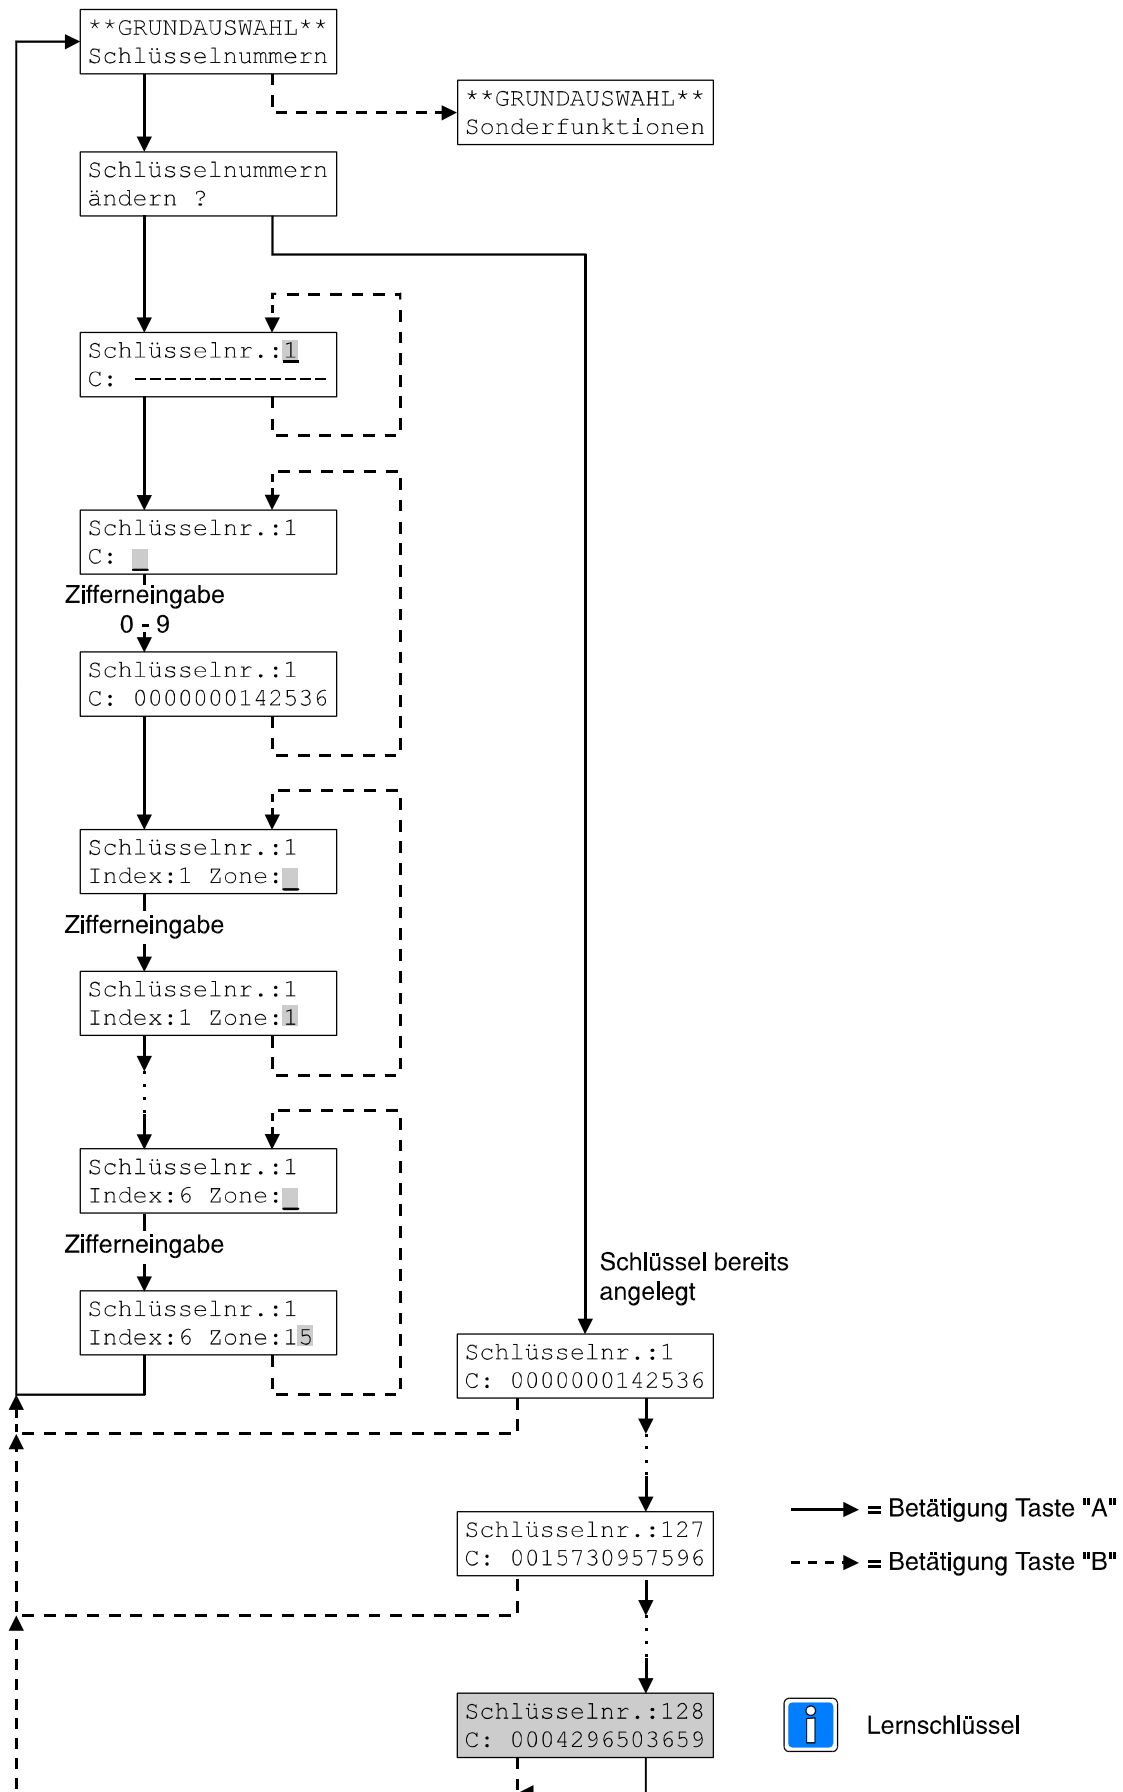 **GRUNDAUSWAHL**
Schlüsselnummern
**GRUNDAUSWAHL**
Sonderfunktionen
Schlüsselnummern
ändern ?
Schlüsselnr.:1
C: -------------
Schlüsselnr.:1
C: _
Zifferneingabe
0 - 9
Schlüsselnr.:1
C: 0000000142536
Schlüsselnr.:1
Index:1 Zone:_
Zifferneingabe
Schlüsselnr.:1
Index:1 Zone:1
Schlüsselnr.:1
Index:6 Zone:_
Zifferneingabe
Schlüsselnr.:1
Index:6 Zone:15
Schlüssel bereits
angelegt
Schlüsselnr.:1
C: 0000000142536
Schlüsselnr.:127
C: 0015730957596
= Betätigung Taste "A"
= Betätigung Taste "B"
Schlüsselnr.:128
C: 0004296503659
i
Lernschlüssel